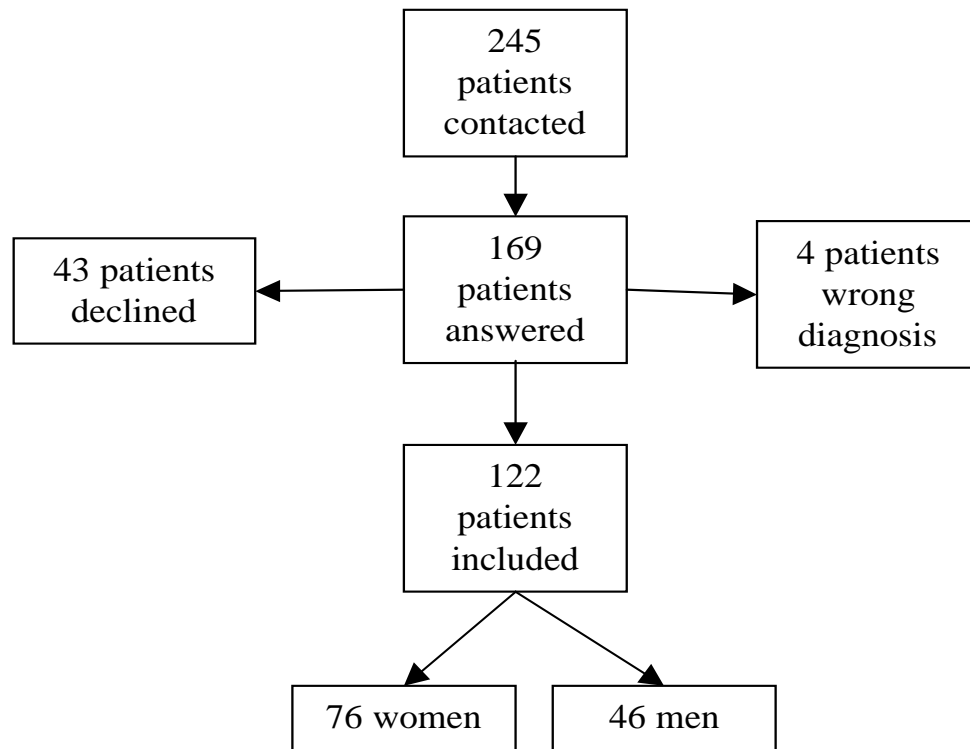 245
patients
contacted
169
patients
answered
43 patients
declined
4 patients
wrong
diagnosis
122
patients
included
76 women
46 men